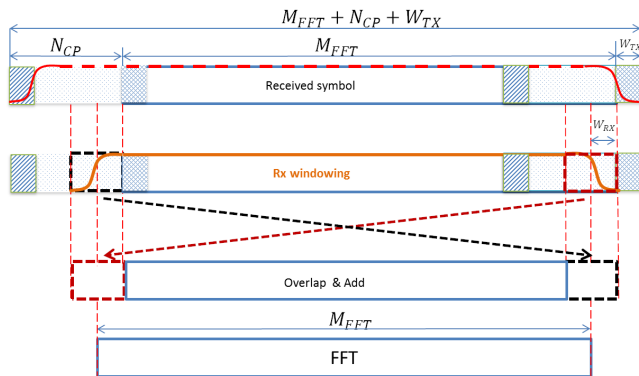 M_FFT + N_CP + W_TX
N_CP
M_FFT
W_TX
Received symbol
W_RX
Rx windowing
Overlap & Add
M_FFT
FFT